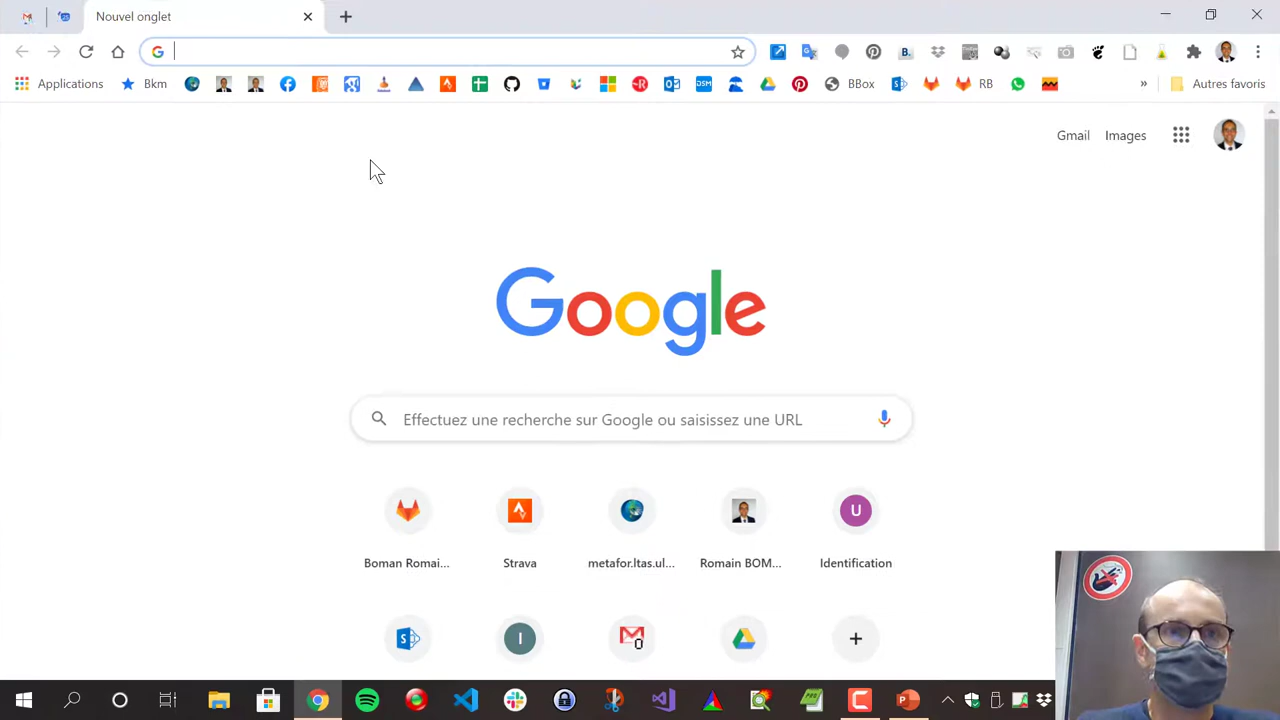 Nouvel onglet
Applications Bkm BBox RB » Autres favoris
Gmail Images
Google
Effectuez une recherche sur Google ou saisissez une URL
U
Boman Romai... Strava metafor.ltas.ul... Romain BOM... Identification
I 0